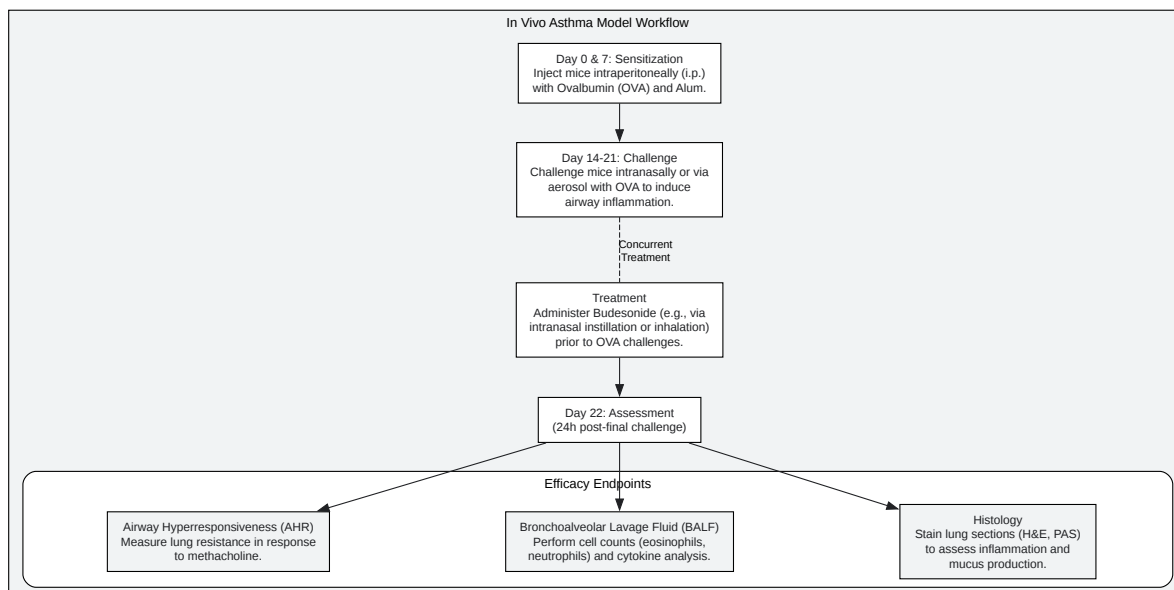 In Vivo Asthma Model Workflow
Day 0 & 7: Sensitization
Inject mice intraperitoneally (i.p.)
with Ovalbumin (OVA) and Alum.
Day 14-21: Challenge
Challenge mice intranasally or via
aerosol with OVA to induce
airway inflammation.
Concurrent
Treatment
Treatment
Administer Budesonide (e.g., via
intranasal instillation or inhalation)
prior to OVA challenges.
Day 22: Assessment
(24h post-final challenge)
Efficacy Endpoints
Airway Hyperresponsiveness (AHR)
Measure lung resistance in response
to methacholine.
Bronchoalveolar Lavage Fluid (BALF)
Perform cell counts (eosinophils,
neutrophils) and cytokine analysis.
Histology
Stain lung sections (H&E, PAS)
to assess inflammation and
mucus production.